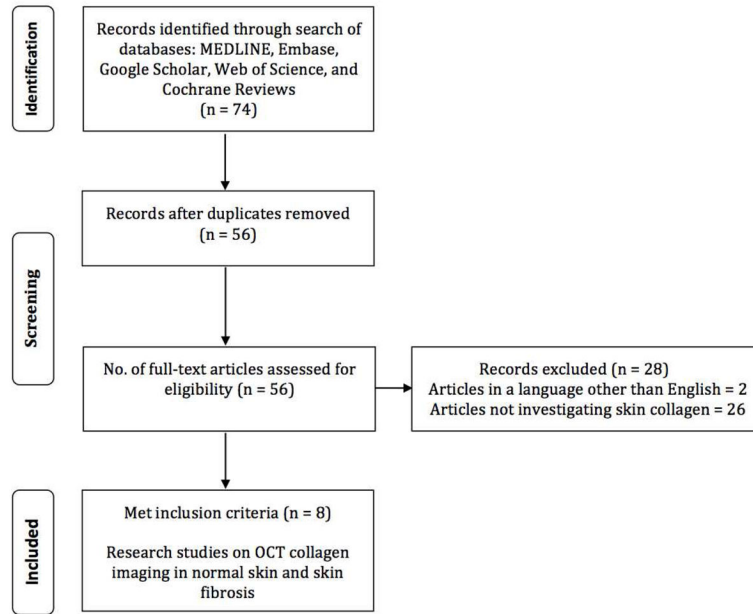 Identification
Records identified through search of
databases: MEDLINE, Embase,
Google Scholar, Web of Science, and
Cochrane Reviews
(n = 74)
Screening
Records after duplicates removed
(n = 56)
No. of full-text articles assessed for
eligibility (n = 56)
Records excluded (n = 28)
Articles in a language other than English = 2
Articles not investigating skin collagen = 26
Included
Met inclusion criteria (n = 8)
Research studies on OCT collagen
imaging in normal skin and skin
fibrosis